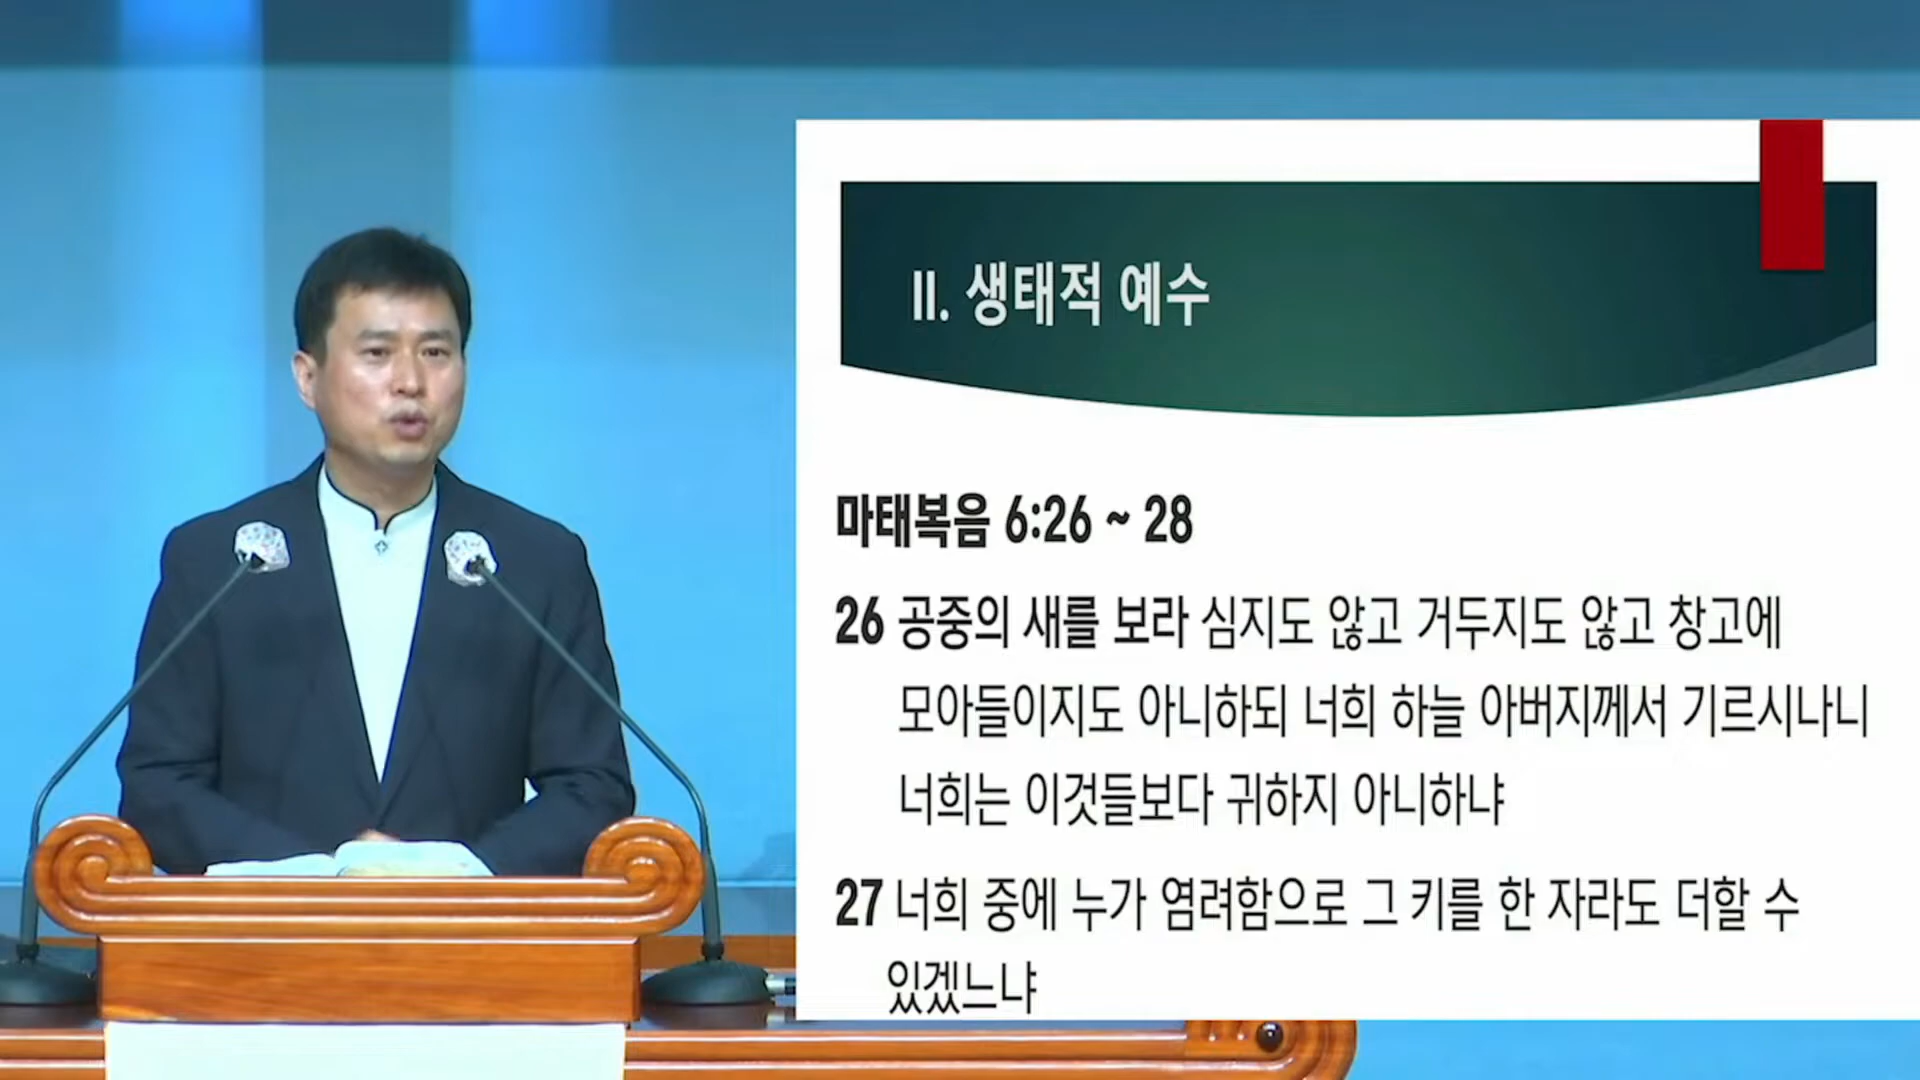 II. 생태적 예수
마태복음 6:26 ~ 28
26 공중의 새를 보라 심지도 않고 거두지도 않고 창고에
모아들이지도 아니하되 너희 하늘 아버지께서 기르시나니
너희는 이것들보다 귀하지 아니하냐
27 너희 중에 누가 염려함으로 그 키를 한 자라도 더할 수
있겠느냐